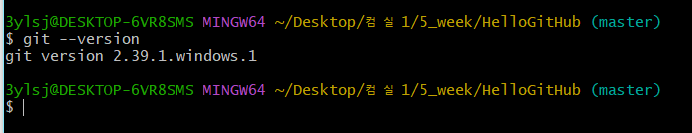 3ylsj@DESKTOP-6VR8SMS MINGW64 ~/Desktop/컴 실 1/5_week/HelloGitHub (master)
$ git --version
git version 2.39.1.windows.1
3ylsj@DESKTOP-6VR8SMS MINGW64 ~/Desktop/컴 실 1/5_week/HelloGitHub (master)
$